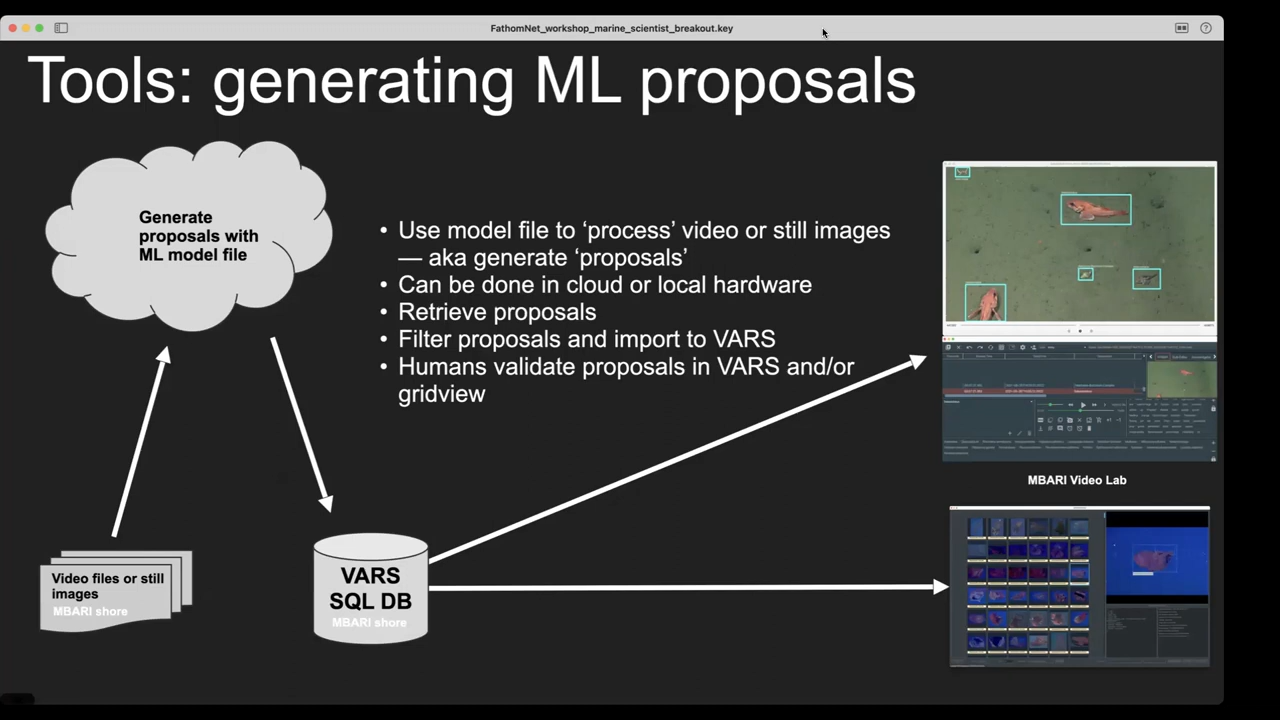 FathomNet_workshop_marine_scientist_breakout.key
Tools: generating ML proposals
Generate
proposals with
ML model file
• Use model file to ‘process’ video or still images
— aka generate ‘proposals’
• Can be done in cloud or local hardware
• Retrieve proposals
• Filter proposals and import to VARS
• Humans validate proposals in VARS and/or
gridview
MBARI Video Lab
Video files or still
images
MBARI shore
VARS
SQL DB
MBARI shore